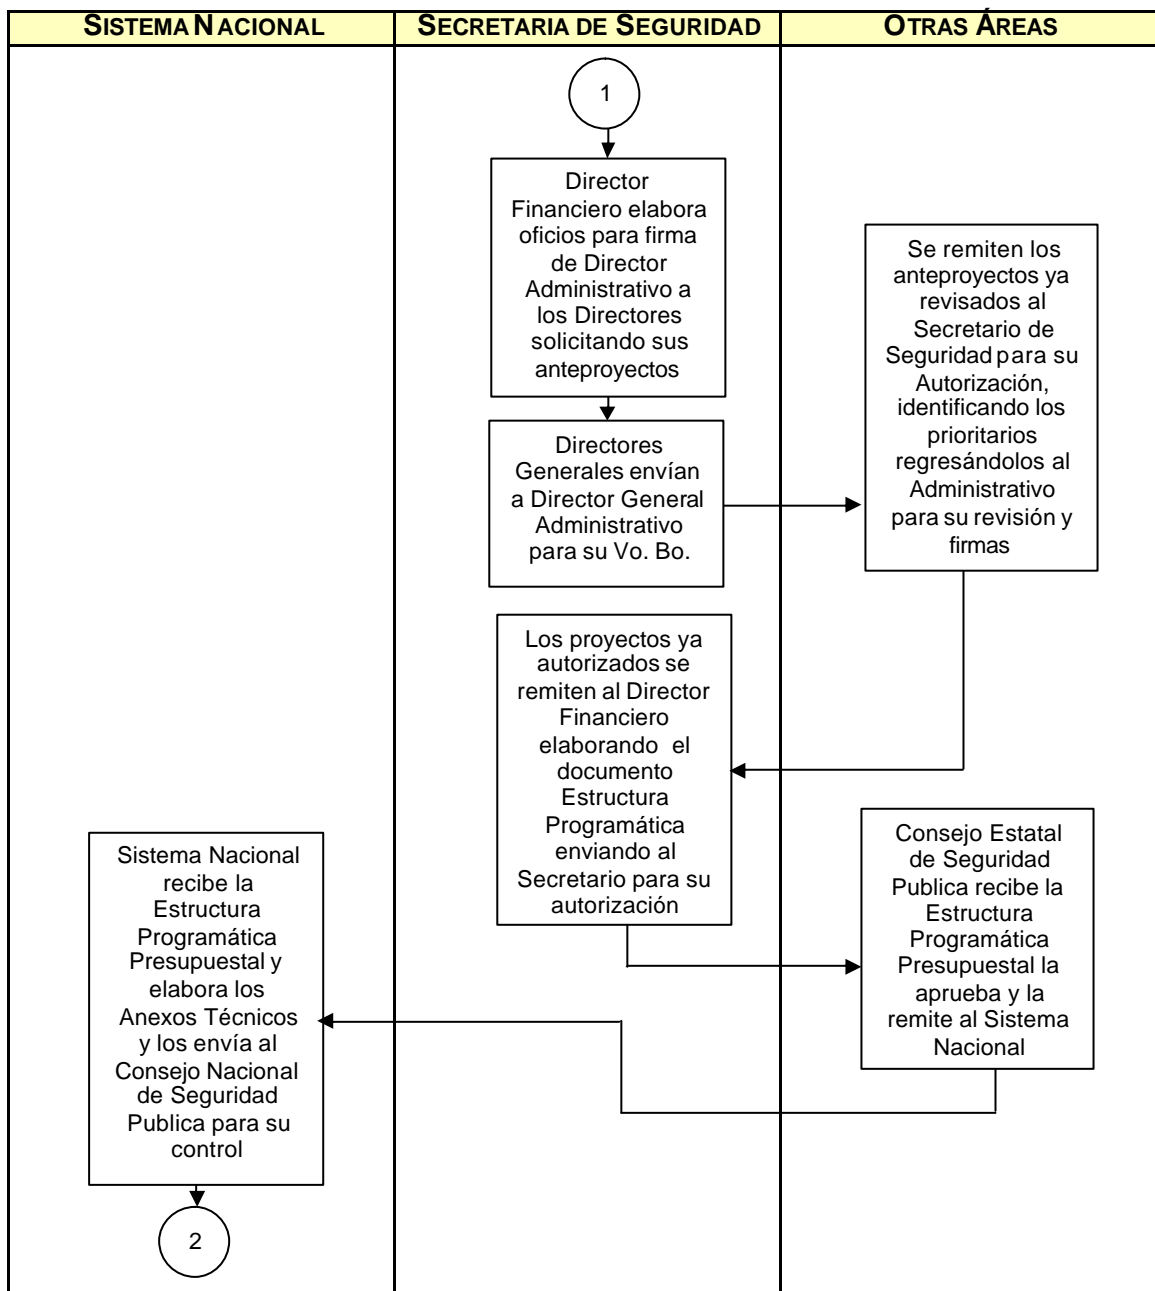 SISTEMA NACIONAL
SECRETARIA DE SEGURIDAD
OTRAS ÁREAS
1
Director
Financiero elabora
oficios para firma
de Director
Administrativo a
los Directores
solicitando sus
anteproyectos
Directores
Generales envían
a Director General
Administrativo
para su Vo. Bo.
Se remiten los
anteproyectos ya
revisados al
Secretario de
Seguridad para su
Autorización,
identificando los
prioritarios
regresándolos al
Administrativo
para su revisión y
firmas
Los proyectos ya
autorizados se
remiten al Director
Financiero
elaborando el
documento
Estructura
Programática
enviando al
Secretario para su
autorización
Consejo Estatal
de Seguridad
Publica recibe la
Estructura
Programática
Presupuestal la
aprueba y la
remite al Sistema
Nacional
Sistema Nacional
recibe la
Estructura
Programática
Presupuestal y
elabora los
Anexos Técnicos
y los envía al
Consejo Nacional
de Seguridad
Publica para su
control
2